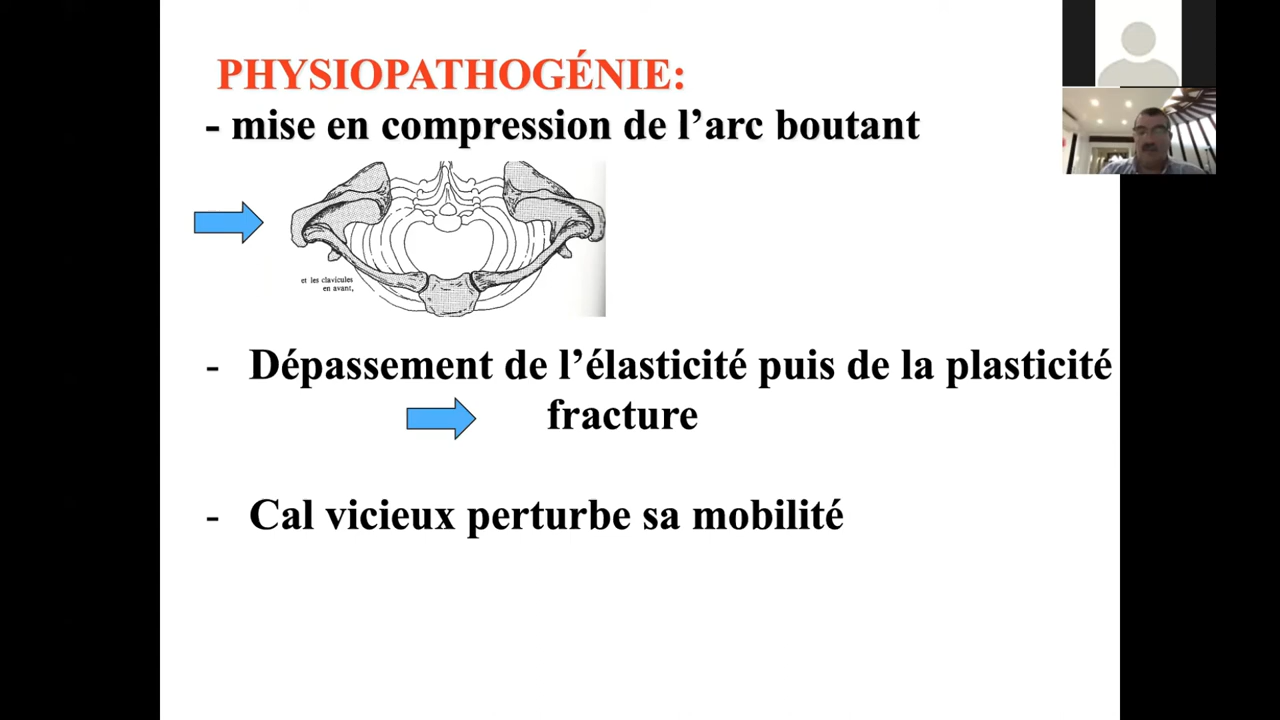 PHYSIOPATHOGÉNIE:
- mise en compression de l’arc boutant
et les clavicules
en avant,
- Dépassement de l’élasticité puis de la plasticité
fracture
- Cal vicieux perturbe sa mobilité